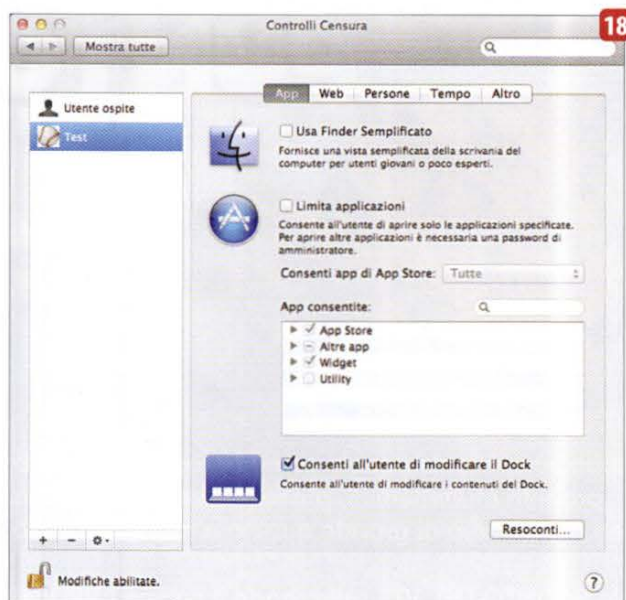 Controlli Censura
18
Mostra tutte
Utente ospite
Test
App Web Persone Tempo Altro
Usa Finder Semplificato
Fornisce una vista semplificata della scrivania del
computer per utenti giovani o poco esperti.
Limita applicazioni
Consente all'utente di aprire solo le applicazioni specificate.
Per aprire altre applicazioni è necessaria una password di
amministratore.
Consenti app di App Store: Tutte
App consentite:
App Store
Altre app
Widget
Utility
Consenti all'utente di modificare il Dock
Consente all'utente di modificare i contenuti del Dock.
Resoconti...
Modifiche abilitate.
?